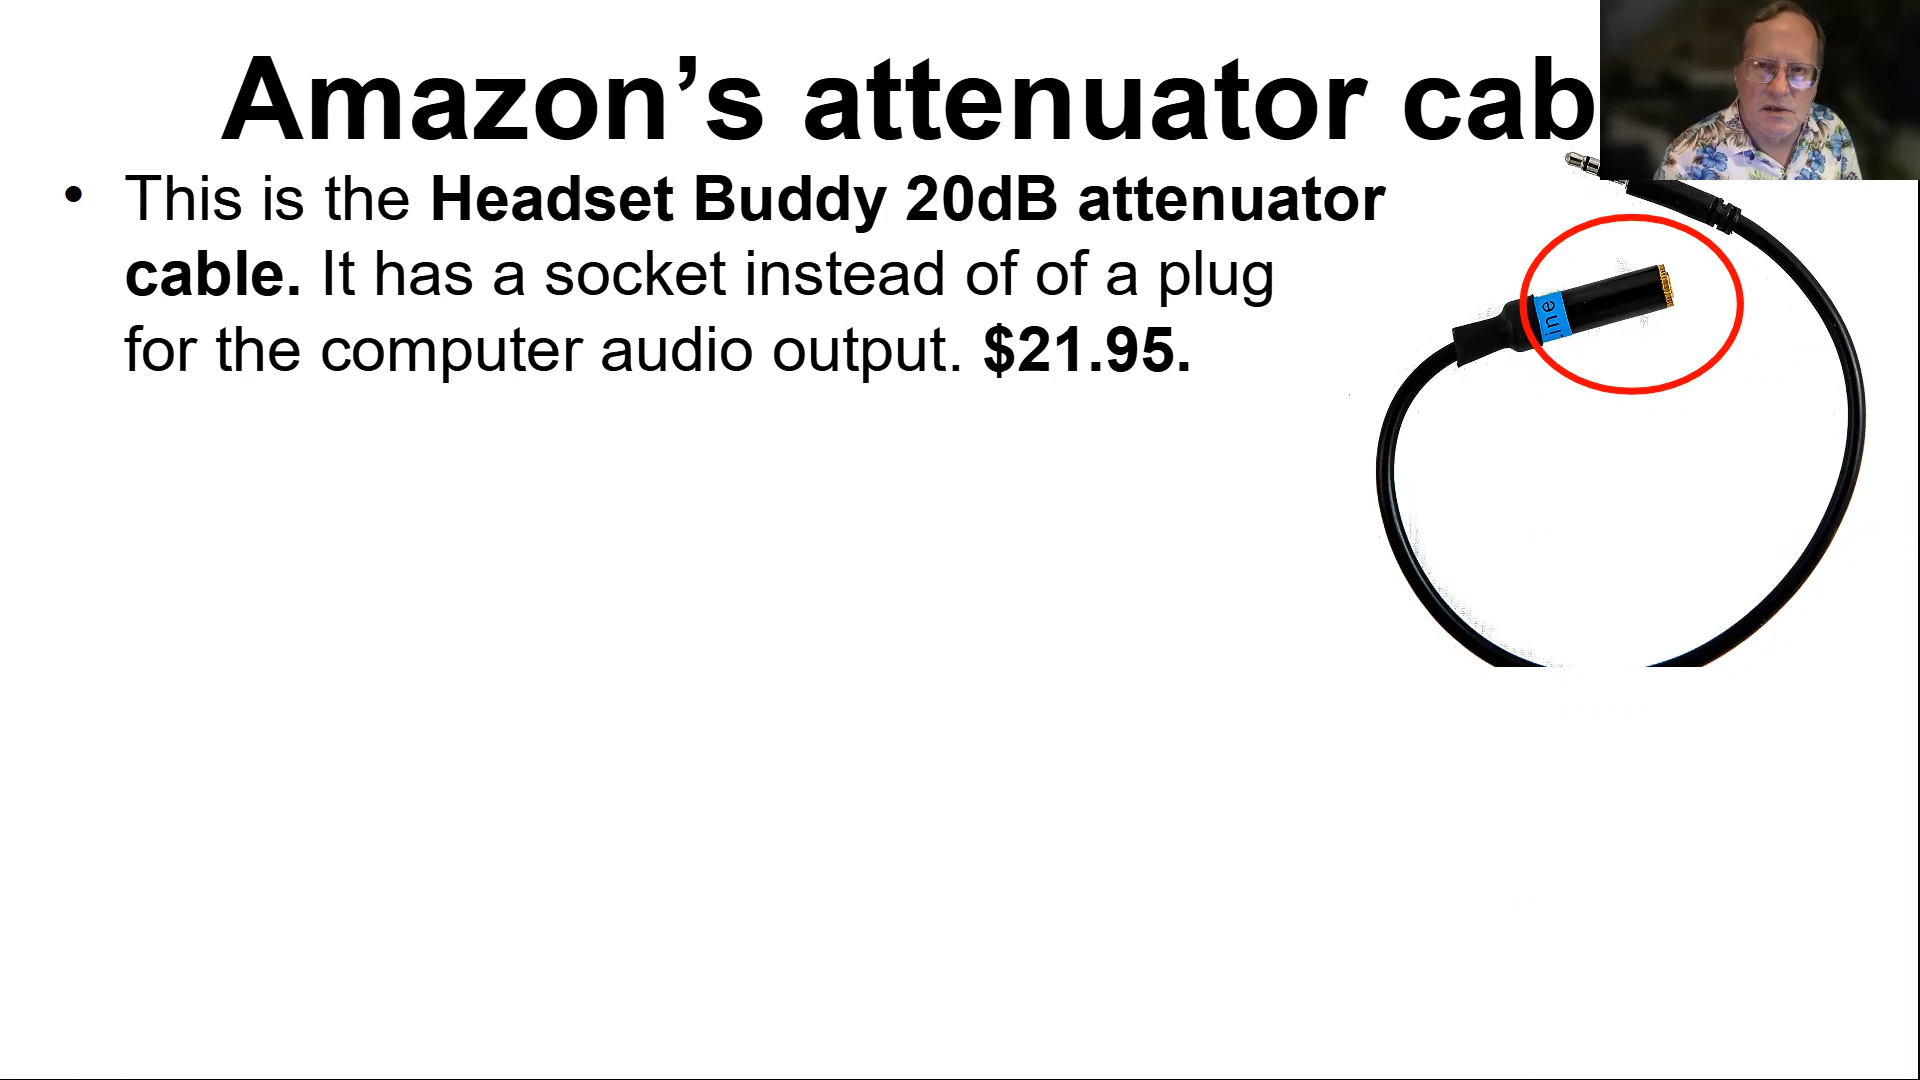 Amazon’s attenuator cab
• This is the Headset Buddy 20dB attenuator
cable. It has a socket instead of of a plug
for the computer audio output. $21.95.
ine